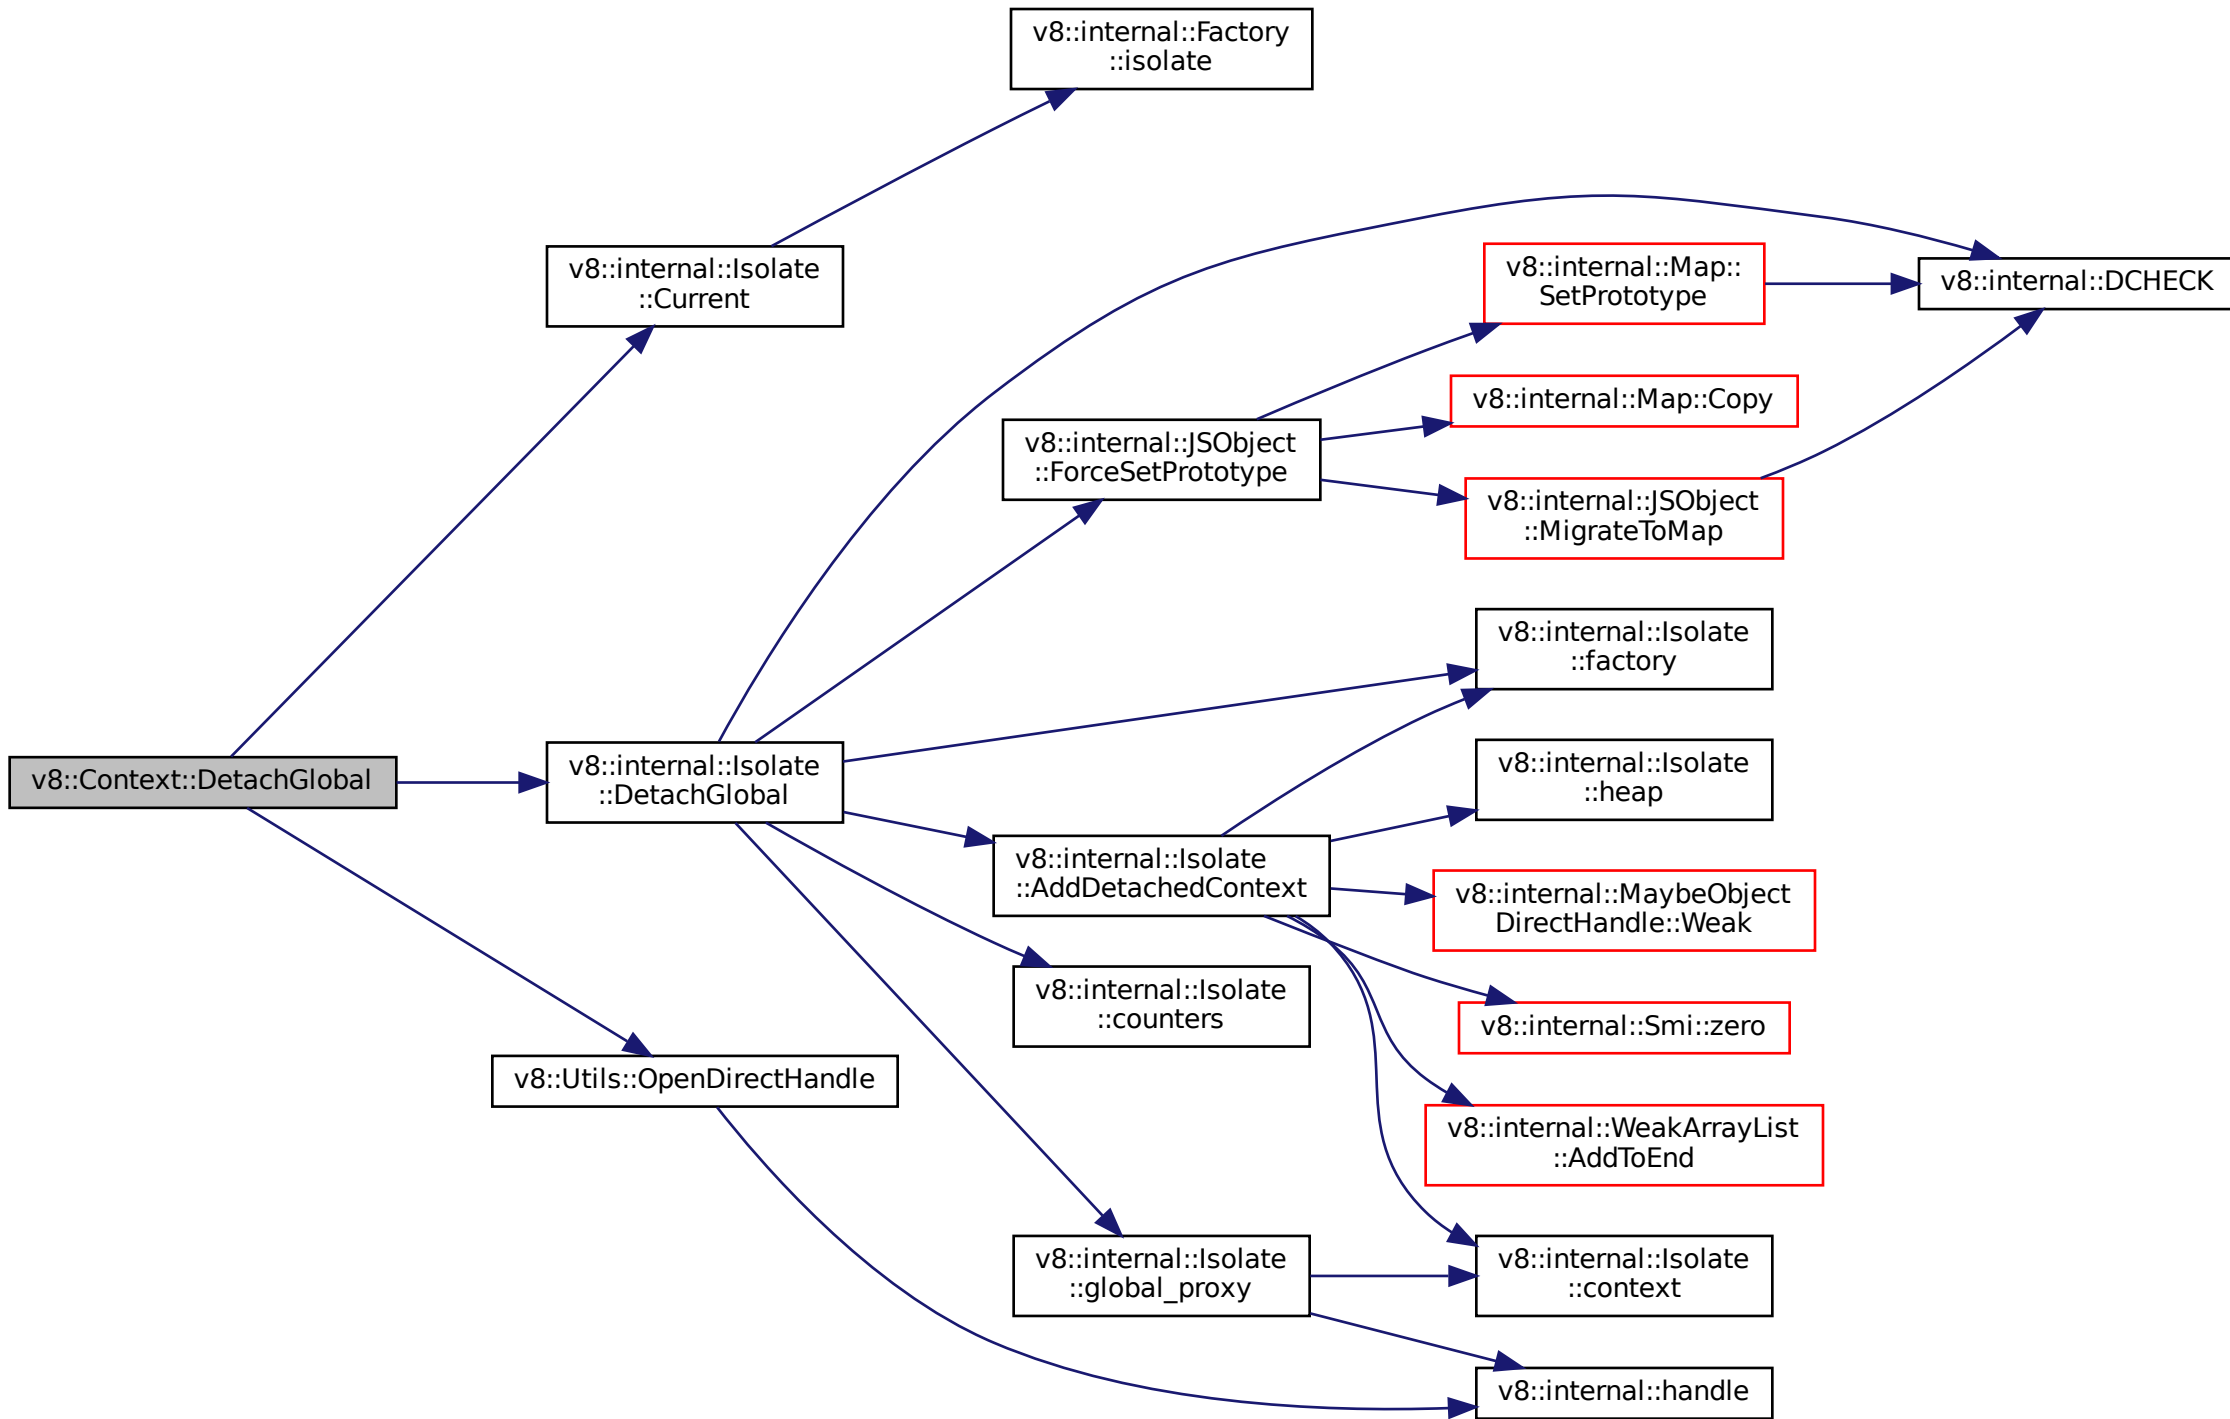 v8::internal::Factory
::isolate
v8::internal::Isolate
::Current
v8::internal::Map::
SetPrototype
v8::internal::DCHECK
v8::internal::Map::Copy
v8::internal::JSObject
::ForceSetPrototype
v8::internal::JSObject
::MigrateToMap
v8::internal::Isolate
::factory
v8::Context::DetachGlobal
v8::internal::Isolate
::DetachGlobal
v8::internal::Isolate
::heap
v8::internal::Isolate
::AddDetachedContext
v8::internal::MaybeObject
DirectHandle::Weak
v8::internal::Isolate
::counters
v8::internal::Smi::zero
v8::Utils::OpenDirectHandle
v8::internal::WeakArrayList
::AddToEnd
v8::internal::Isolate
::global_proxy
v8::internal::Isolate
::context
v8::internal::handle